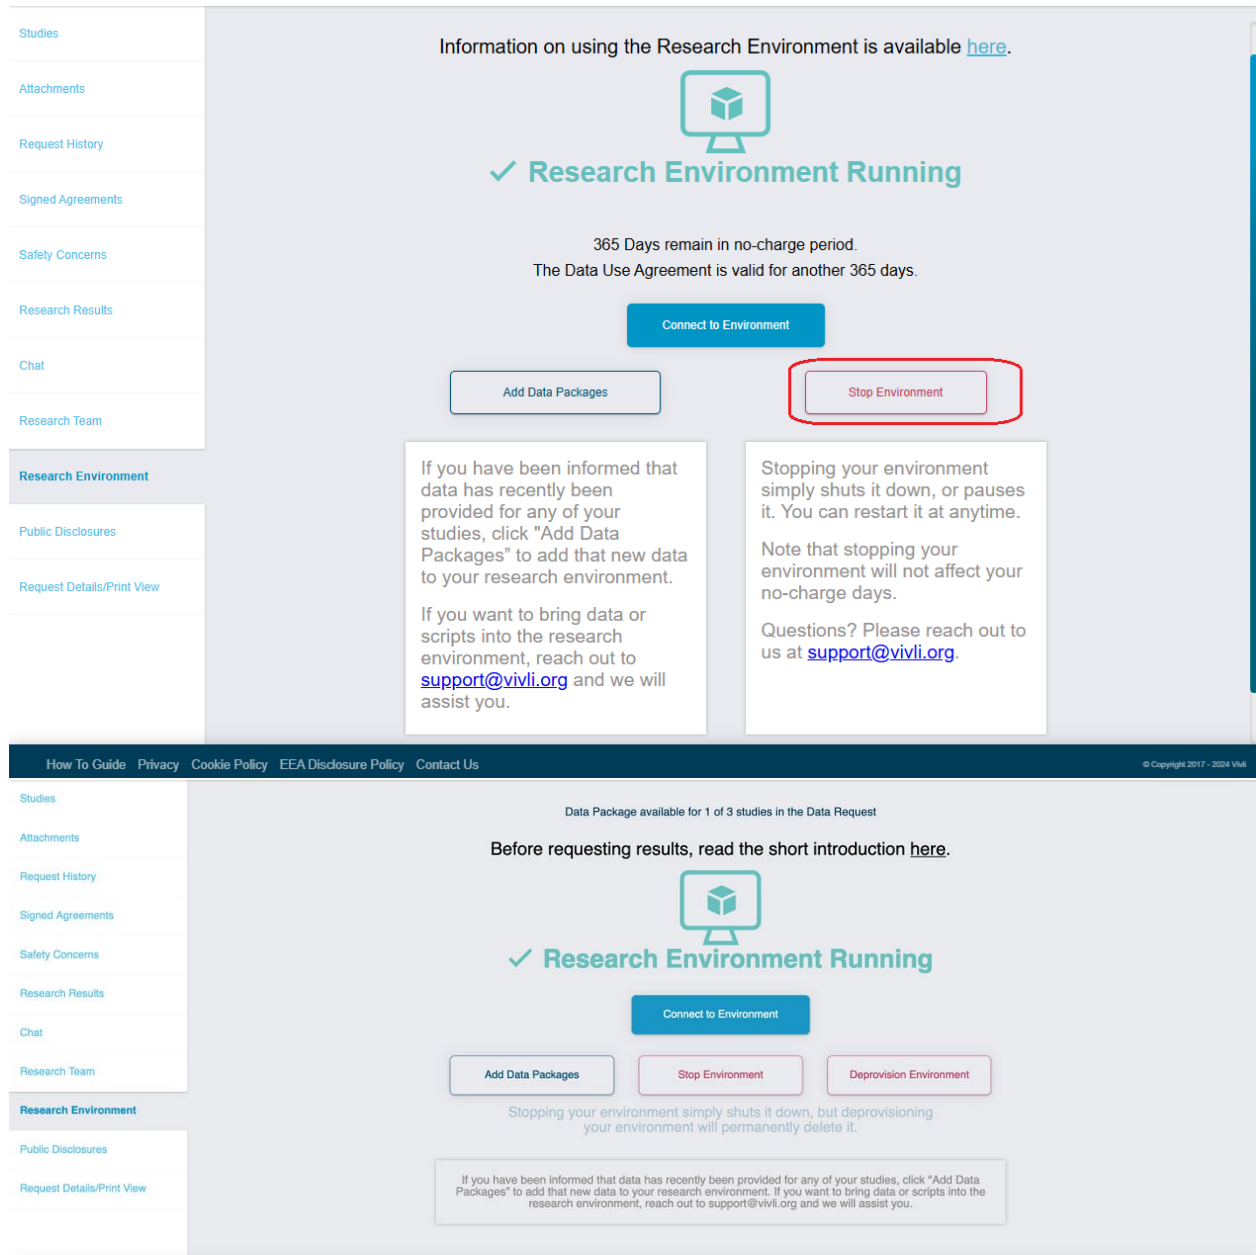 Studies
Attachments
Request History
Signed Agreements
Safety Concerns
Research Results
Chat
Research Team
Research Environment
Public Disclosures
Request Details/Print View
Information on using the Research Environment is available here.
Research Environment Running
365 Days remain in no-charge period.
The Data Use Agreement is valid for another 365 days.
Connect to Environment
Add Data Packages
Stop Environment
If you have been informed that
data has recently been
provided for any of your
studies, click "Add Data
Packages” to add that new data
to your research environment.
If you want to bring data or
scripts into the research
environment, reach out to
support@vivli.org and we will
assist you.
Stopping your environment
simply shuts it down, or pauses
it. You can restart it at anytime.
Note that stopping your
environment will not affect your
no-charge days.
Questions? Please reach out to
us at support@vivli.org.
How To Guide Privacy Cookie Policy EEA Disclosure Policy Contact Us
© Copyright 2017 - 2024 Vivli
Studies
Attachments
Request History
Signed Agreements
Safety Concerns
Research Results
Chat
Research Team
Research Environment
Public Disclosures
Request Details/Print View
Data Package available for 1 of 3 studies in the Data Request
Before requesting results, read the short introduction here.
Research Environment Running
Connect to Environment
Add Data Packages
Stop Environment
Deprovision Environment
Stopping your environment simply shuts it down, but deprovisioning
your environment will permanently delete it.
If you have been informed that data has recently been provided for any of your studies, click "Add Data
Packages" to add that new data to your research environment. If you want to bring data or scripts into the
research environment, reach out to support@vivli.org and we will assist you.